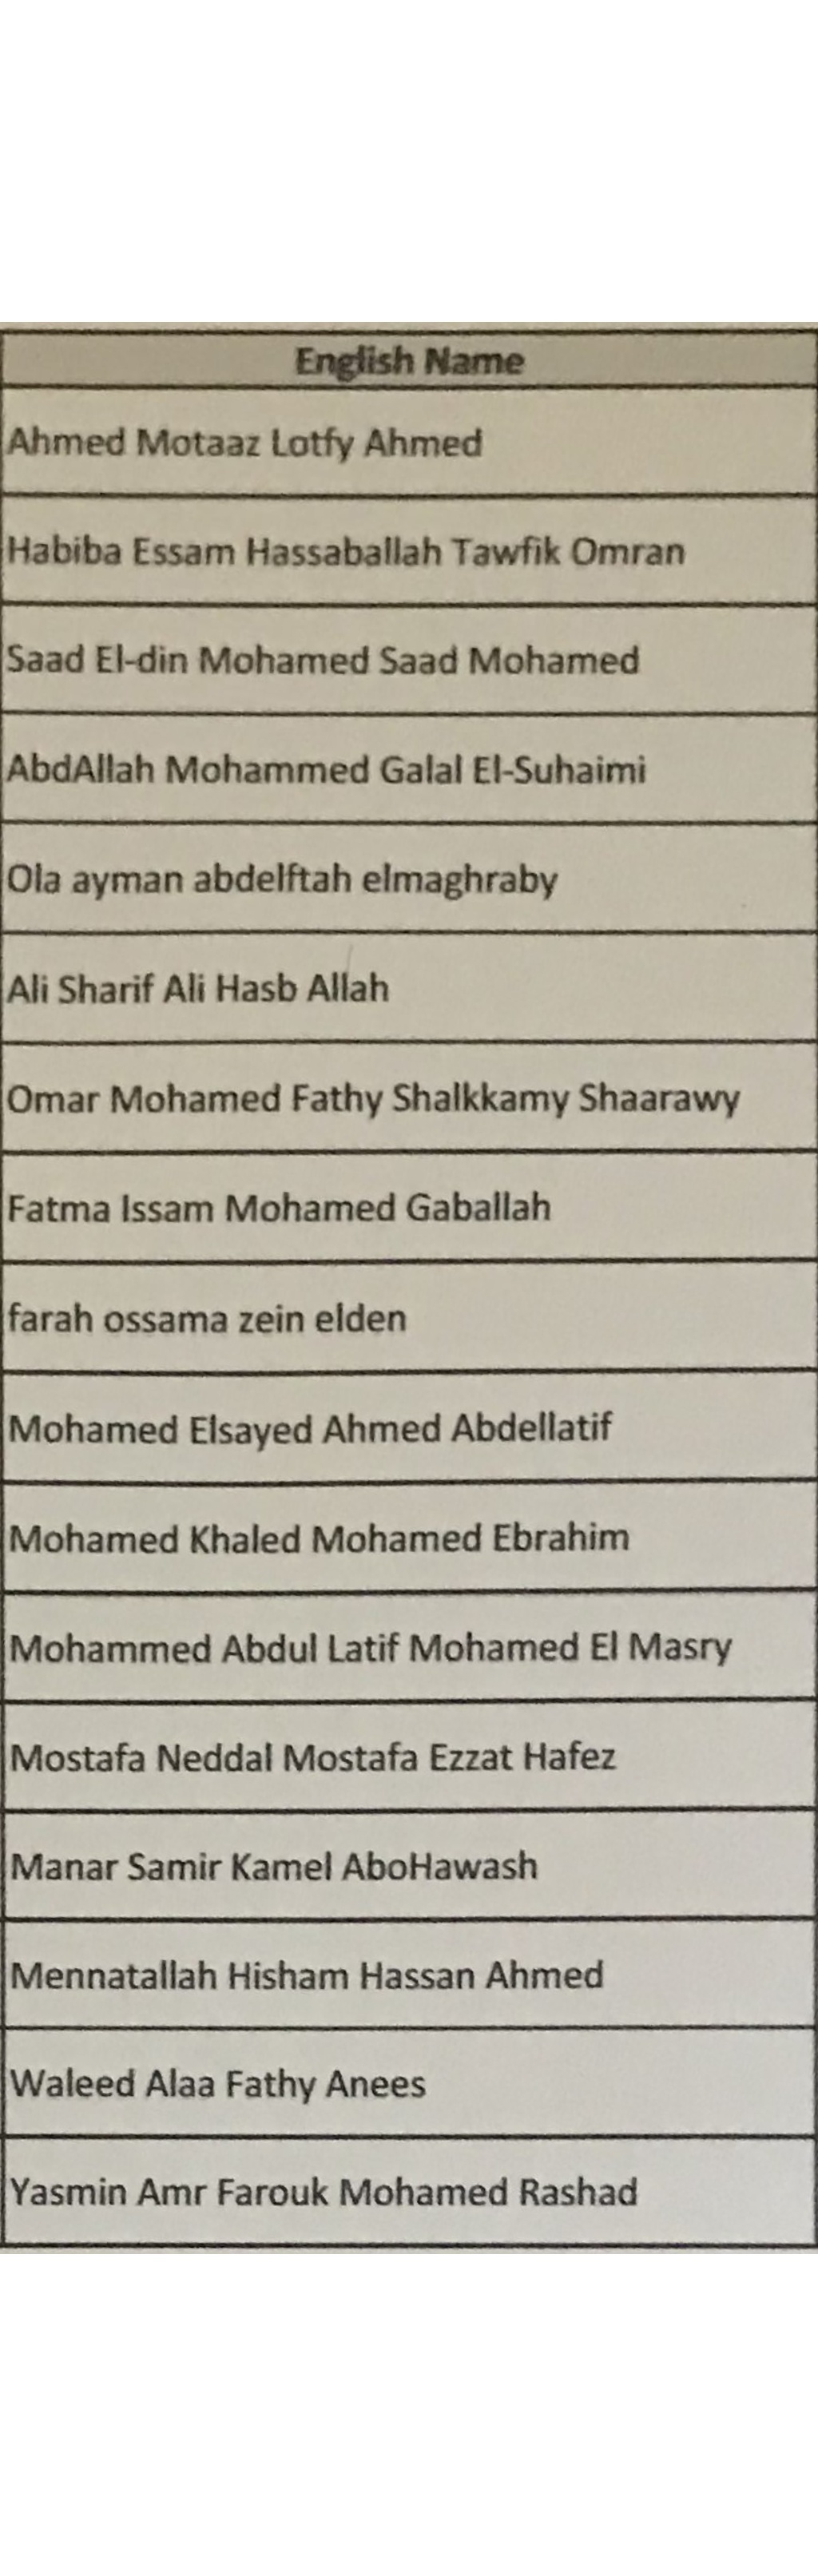 English Name
Ahmed Motaaz Lotfy Ahmed
Habiba Essam Hassaballah Tawfik Omran
Saad El-din Mohamed Saad Mohamed
AbdAllah Mohammed Galal El-Suhaimi
Ola ayman abdelftah elmaghraby
Ali Sharif Ali Hasb Allah
Omar Mohamed Fathy Shalkkamy Shaarawy
Fatma Issam Mohamed Gaballah
farah ossama zein elden
Mohamed Elsayed Ahmed Abdellatif
Mohamed Khaled Mohamed Ebrahim
Mohammed Abdul Latif Mohamed El Masry
Mostafa Neddal Mostafa Ezzat Hafez
Manar Samir Kamel AboHawash
Mennatallah Hisham Hassan Ahmed
Waleed Alaa Fathy Anees
Yasmin Amr Farouk Mohamed Rashad